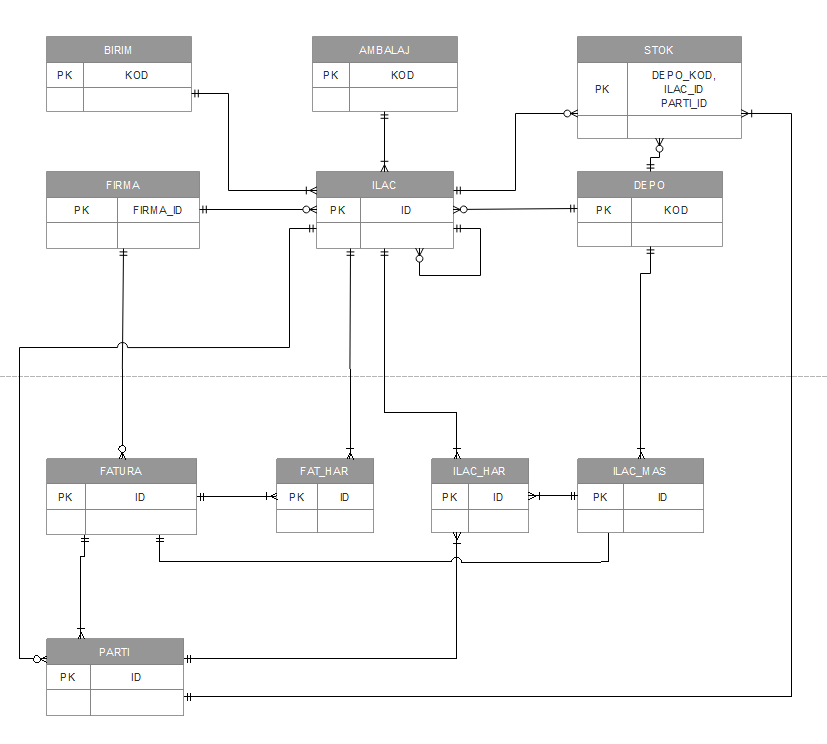 BIRIM
PK KOD
AMBALAJ
PK KOD
STOK
PK DEPO_KOD,
ILAC_ID
PARTI_ID
FIRMA
PK FIRMA_ID
ILAC
PK ID
DEPO
PK KOD
FATURA
PK ID
FAT_HAR
PK ID
ILAC_HAR
PK ID
ILAC_MAS
PK ID
PARTI
PK ID